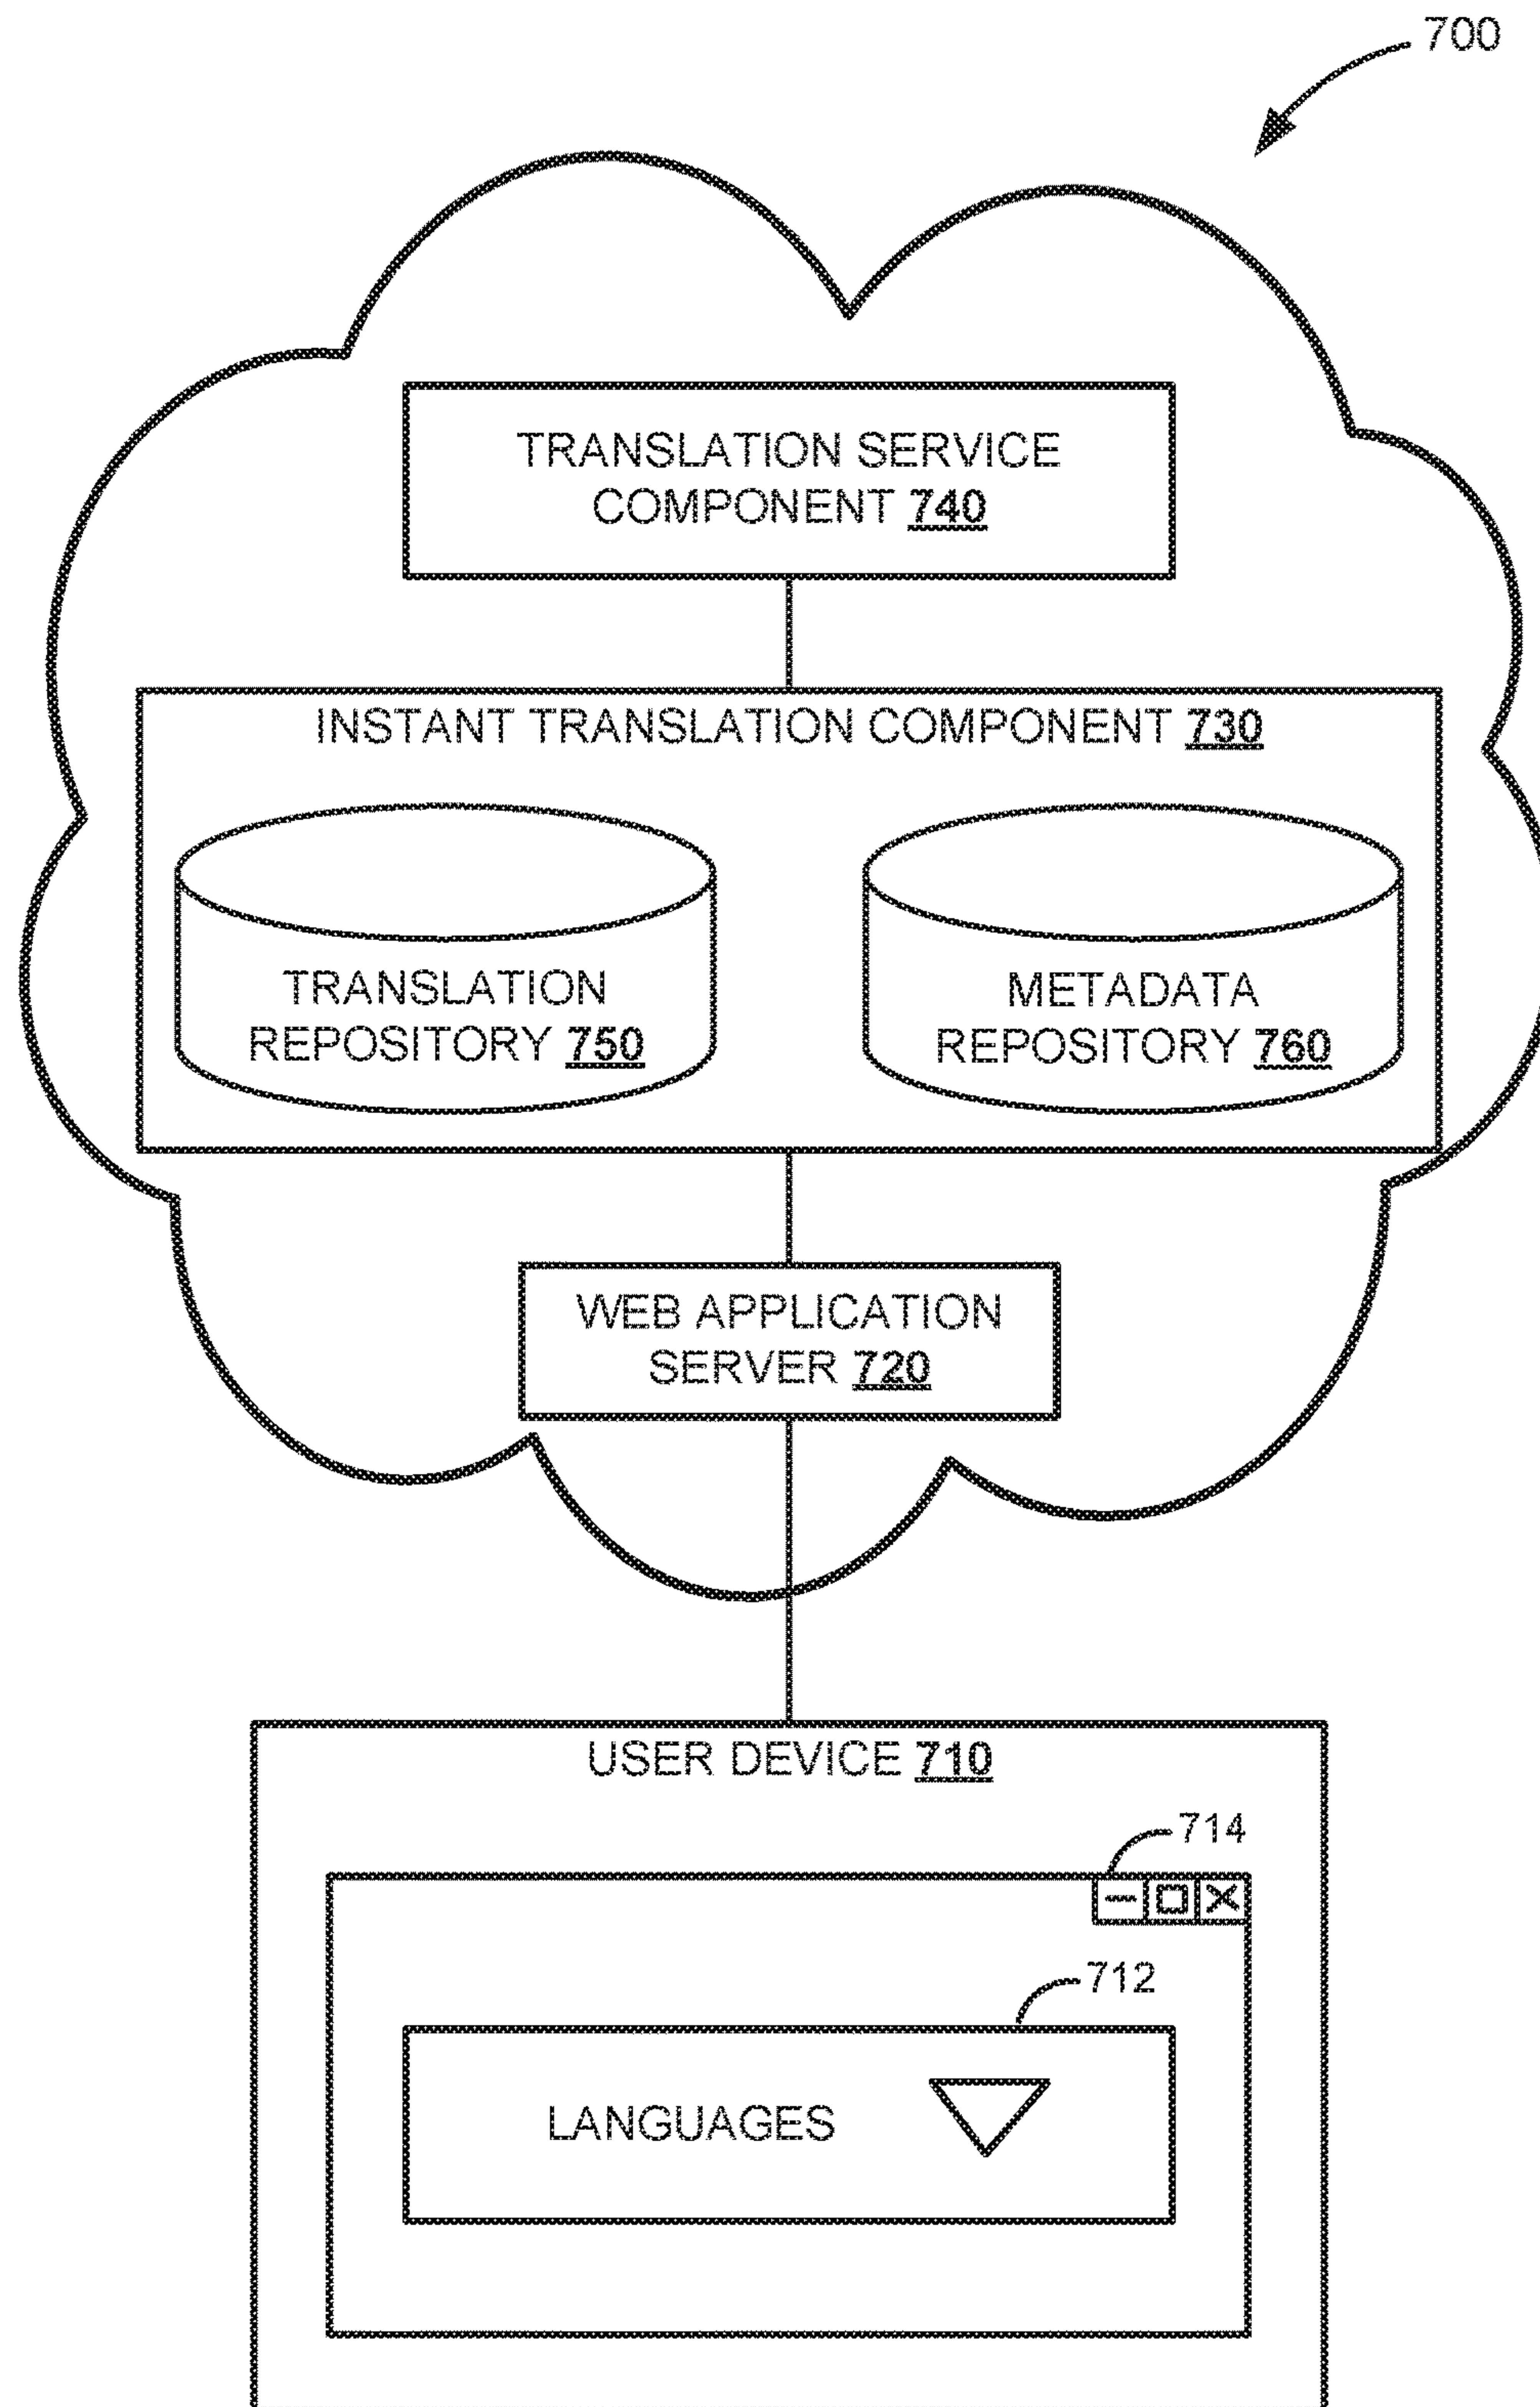 700
TRANSLATION SERVICE
COMPONENT 740
INSTANT TRANSLATION COMPONENT 730
TRANSLATION
REPOSITORY 750
METADATA
REPOSITORY 760
WEB APPLICATION
SERVER 720
USER DEVICE 710
714
712
LANGUAGES